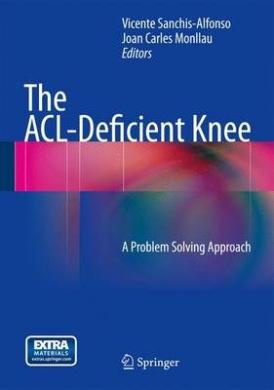 Vicente Sanchis-Alfonso
Joan Carles Monllau
Editors
The
ACL-Deficient Knee
A Problem Solving Approach
EXTRA
MATERIALS
extras.springer.com
Springer